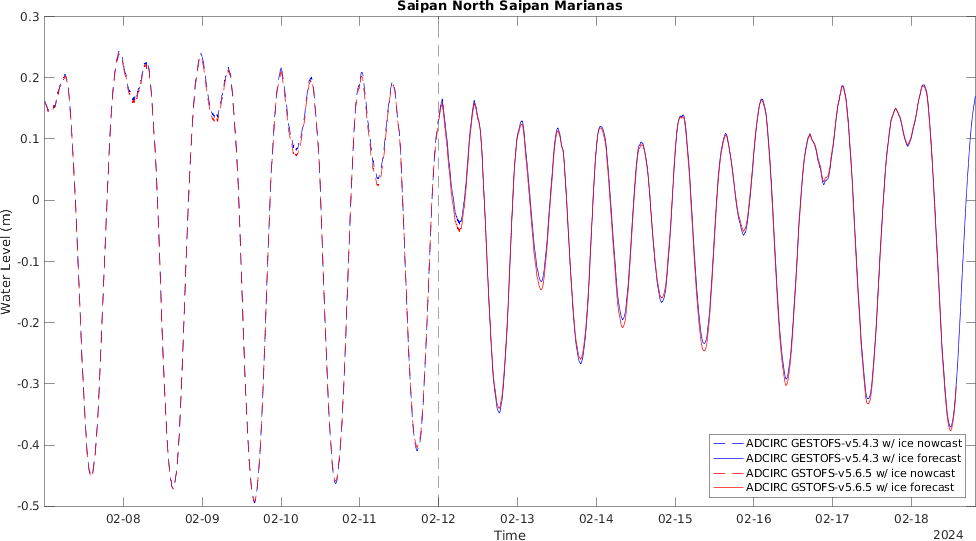 Saipan North Saipan Marianas
0.3
0.2
0.1
0
-0.1
-0.2
-0.3
-0.4
-0.5
Water Level (m)
ADCIRC GESTOFS-v5.4.3 w/ ice nowcast
ADCIRC GESTOFS-v5.4.3 w/ ice forecast
ADCIRC GSTOFS-v5.6.5 w/ ice nowcast
ADCIRC GSTOFS-v5.6.5 w/ ice forecast
02-08 02-09 02-10 02-11 02-12 02-13 02-14 02-15 02-16 02-17 02-18
Time
2024